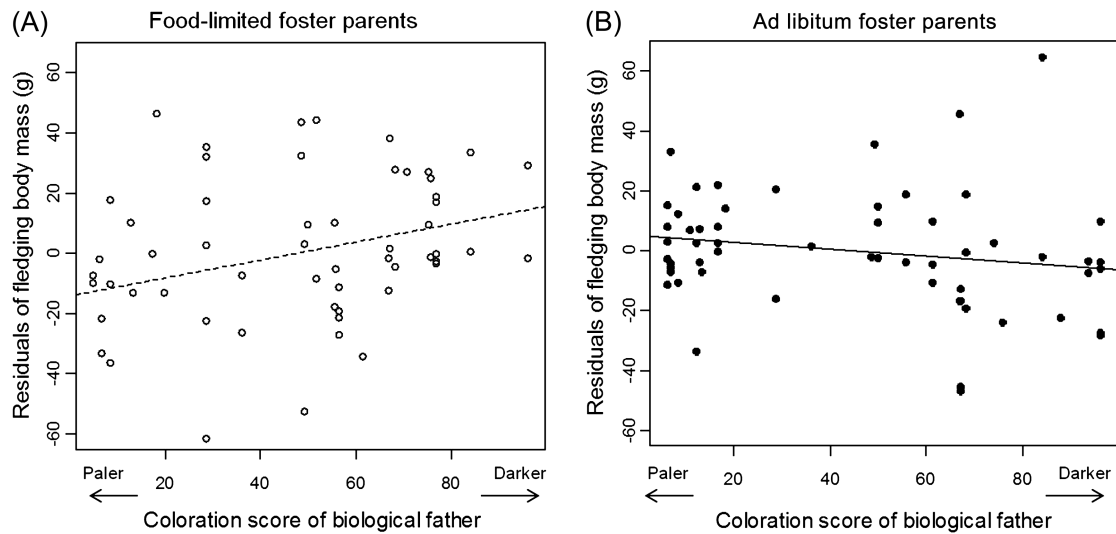 (A) Food-limited foster parents
Residuals of fledging body mass (g)
60
40
20
0
-20
-40
-60
20 40 60 80
Paler Darker
Coloration score of biological father
(B) Ad libitum foster parents
Residuals of fledging body mass (g)
60
40
20
0
-20
-40
-60
20 40 60 80
Paler Darker
Coloration score of biological father